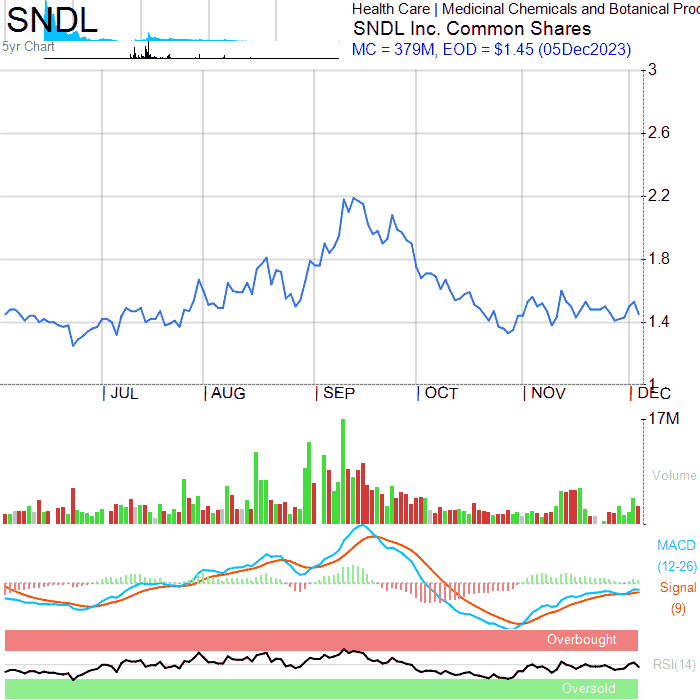 SNDL
5yr Chart
Health Care | Medicinal Chemicals and Botanical Proc
SNDL Inc. Common Shares
MC = 379M, EOD = $1.45 (05Dec2023)
3
2.6
2.2
1.8
1.4
1
JUL AUG SEP OCT NOV DEC
17M
Volume
MACD
(12-26)
Signal
(9)
Overbought
RSI(14)
Oversold